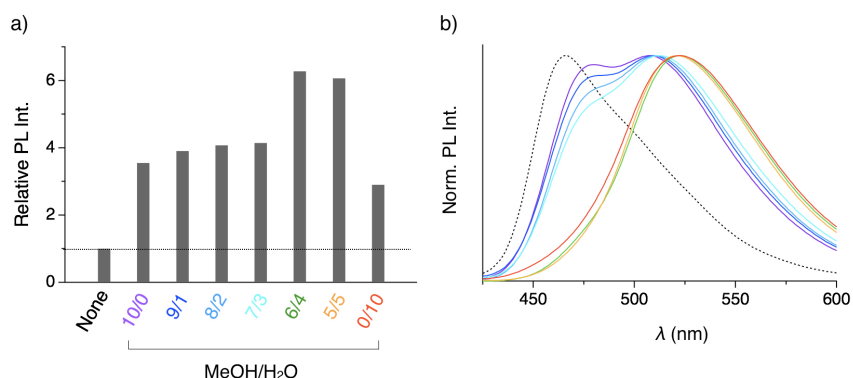 a)
Relative PL Int.
6
4
2
0
None
10/0
9/1
8/2
7/3
6/4
5/5
0/10
MeOH/H₂O
b)
Norm. PL Int.
450
500
550
600
λ (nm)